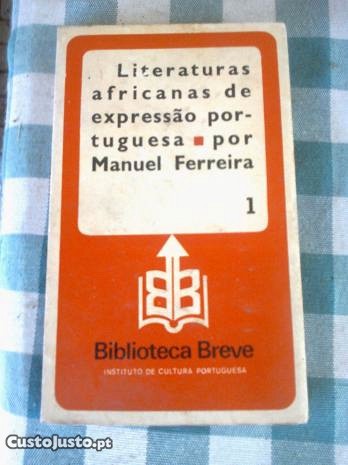 Literaturas
africanas de
expressão por-
tuguesa ▪ por
Manuel Ferreira
1
BB
Biblioteca Breve
INSTITUTO DE CULTURA PORTUGUESA
CustoJusto.pt